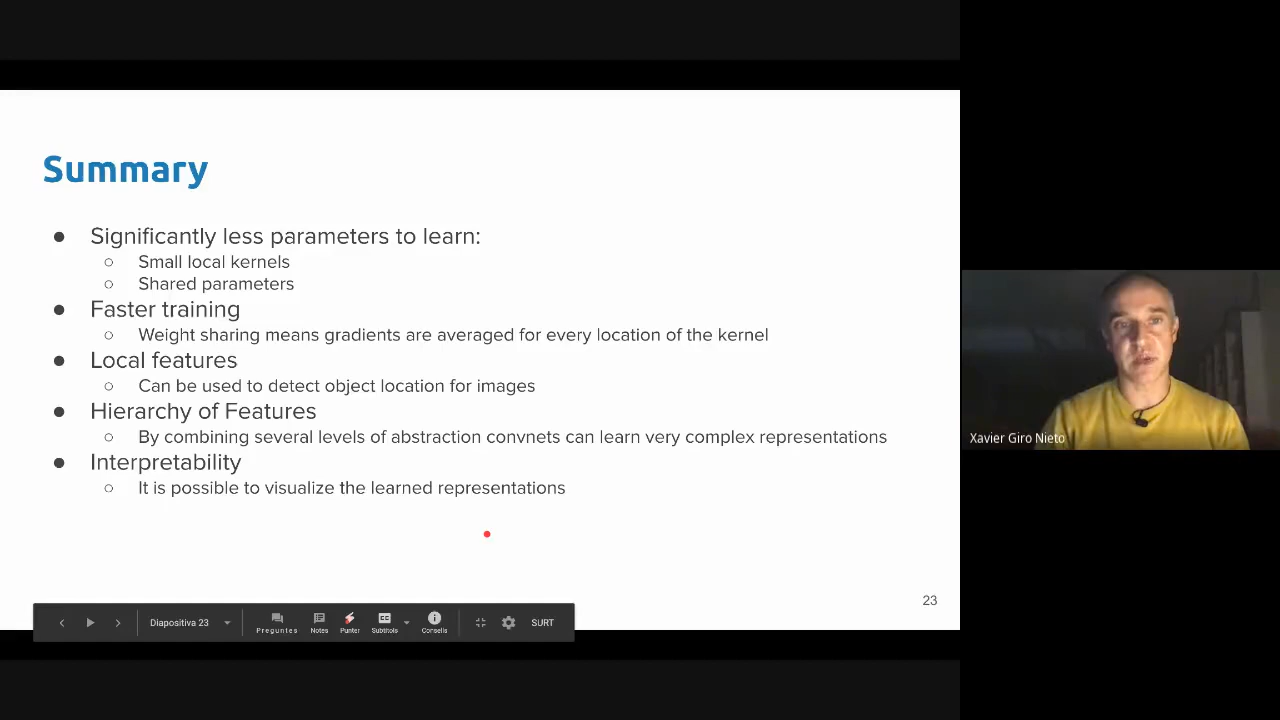 Summary
● Significantly less parameters to learn:
○ Small local kernels
○ Shared parameters
● Faster training
○ Weight sharing means gradients are averaged for every location of the kernel
● Local features
○ Can be used to detect object location for images
● Hierarchy of Features
○ By combining several levels of abstraction convnets can learn very complex representations
● Interpretability
○ It is possible to visualize the learned representations
23
Diapositiva 23
Preguntes
Notes
Punter
CC
Subtítols
Consells
SURT
Xavier Giro Nieto